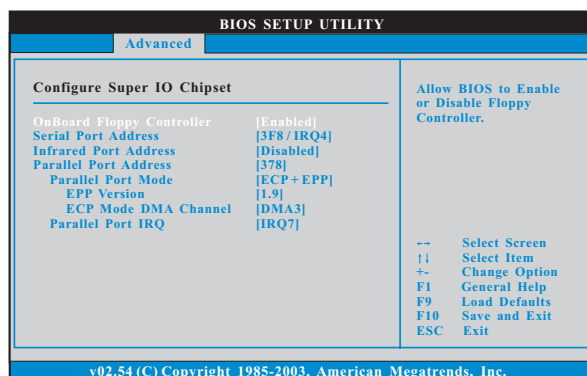 BIOS SETUP UTILITY
Advanced
Configure Super IO Chipset
OnBoard Floppy Controller [Enabled]
Serial Port Address [3F8 / IRQ4]
Infrared Port Address [Disabled]
Parallel Port Address [378]
Parallel Port Mode [ECP + EPP]
EPP Version [1.9]
ECP Mode DMA Channel [DMA3]
Parallel Port IRQ [IRQ7]
Allow BIOS to Enable
or Disable Floppy
Controller.
←→ Select Screen
↑↓ Select Item
+- Change Option
F1 General Help
F9 Load Defaults
F10 Save and Exit
ESC Exit
v02.54 (C) Copyright 1985-2003, American Megatrends, Inc.